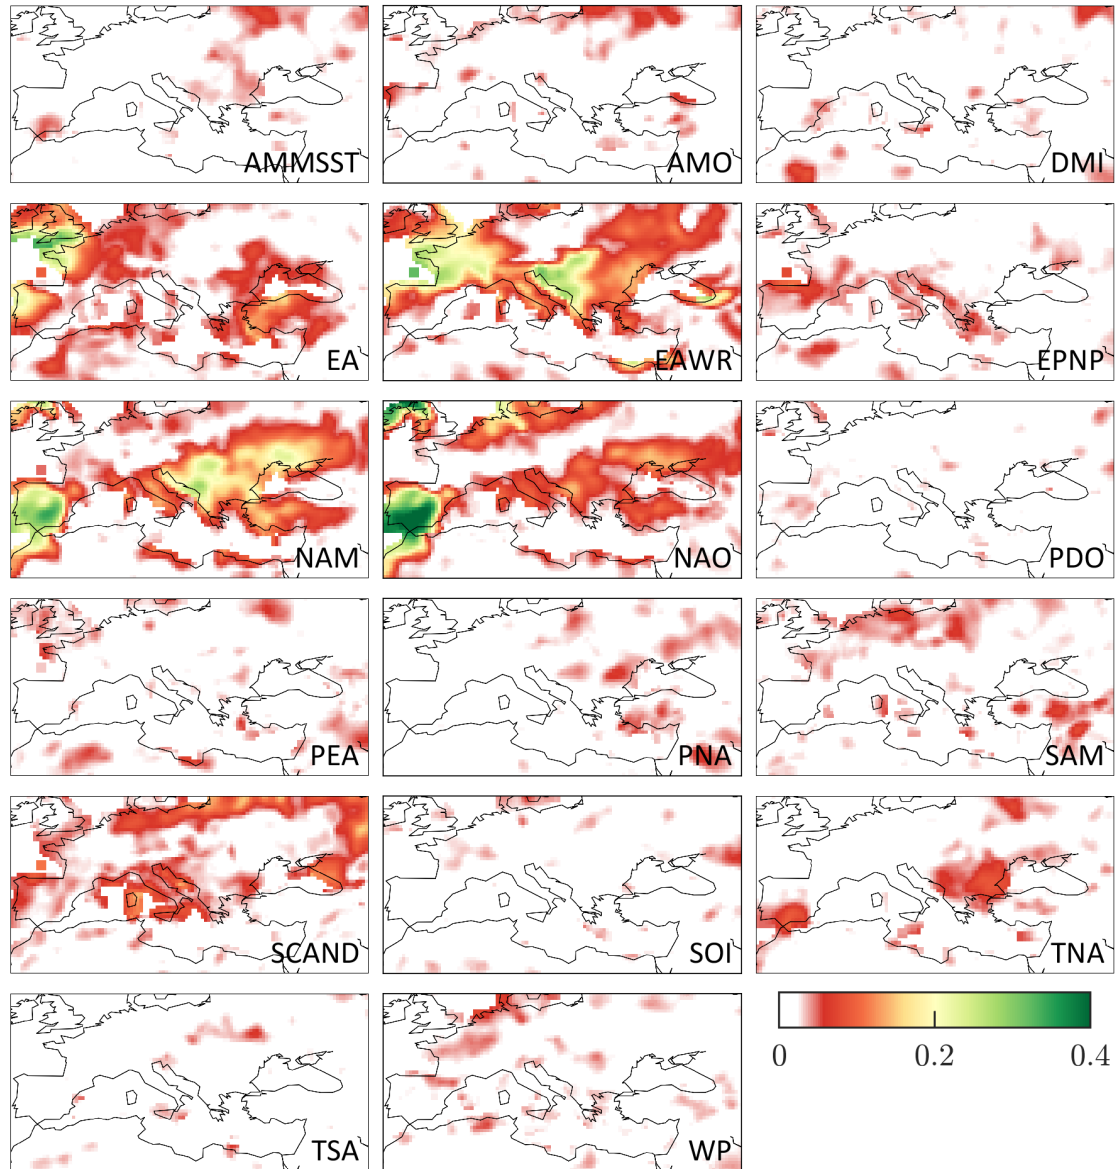 AMMSST
AMO
DMI
EA
EAWR
EPNP
NAM
NAO
PDO
PEA
PNA
SAM
SCAND
SOI
TNA
TSA
WP
0 0.2 0.4